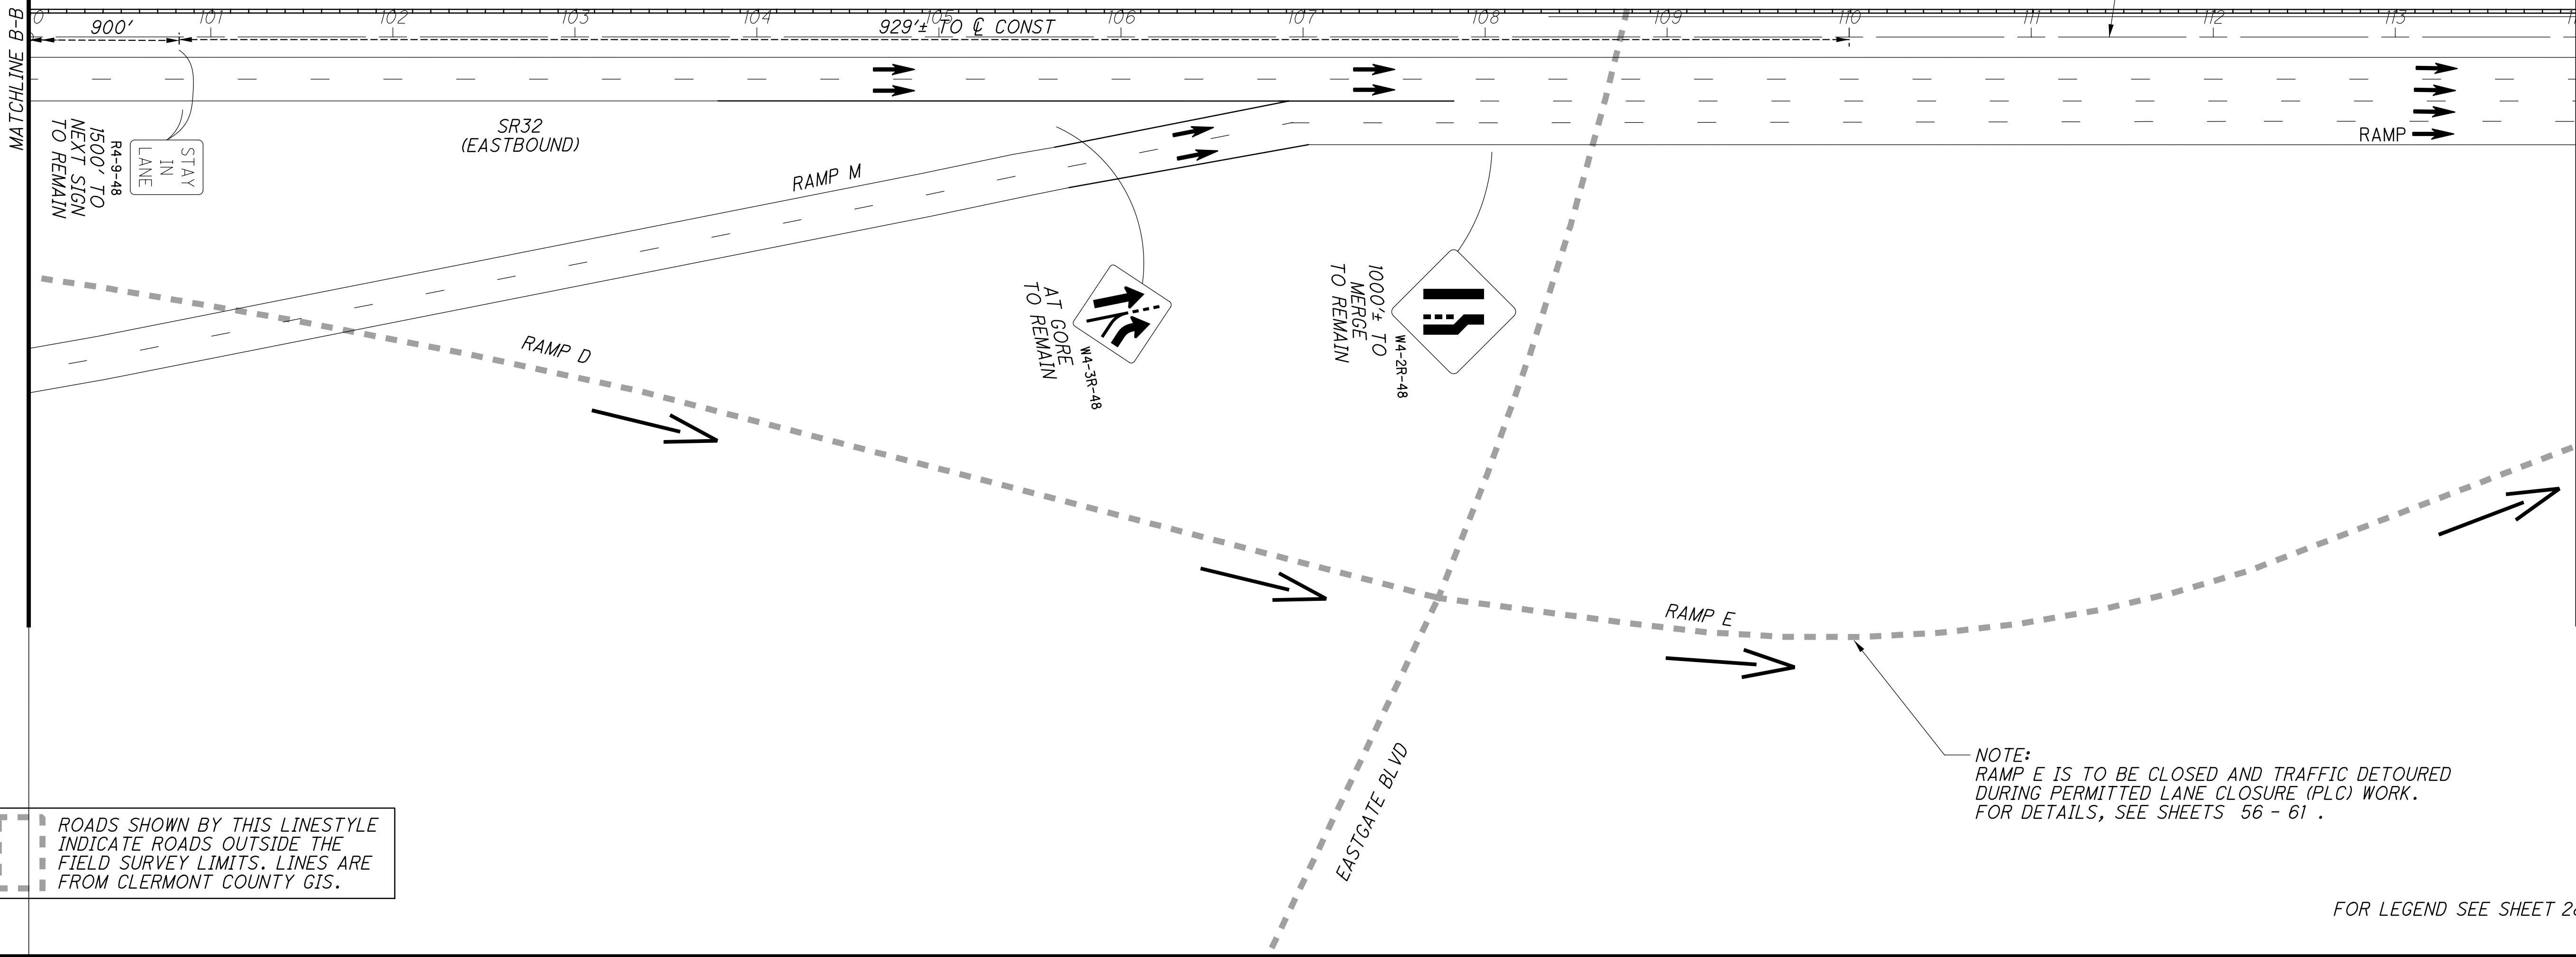 101 102 103 104 105 106 107 108 109 110 111 112 113
900'
929'± TO ℄ CONST
MATCHLINE B-B
STAY
IN
LANE
R4-9-48
1500' TO
NEXT SIGN
TO REMAIN
SR32
(EASTBOUND)
RAMP M
RAMP
AT GORE
TO REMAIN
W4-3R-48
1000'± TO
MERGE
TO REMAIN
W4-2R-48
RAMP D
RAMP E
EASTGATE BLVD
NOTE:
RAMP E IS TO BE CLOSED AND TRAFFIC DETOURED
DURING PERMITTED LANE CLOSURE (PLC) WORK.
FOR DETAILS, SEE SHEETS 56 - 61 .
ROADS SHOWN BY THIS LINESTYLE
INDICATE ROADS OUTSIDE THE
FIELD SURVEY LIMITS. LINES ARE
FROM CLERMONT COUNTY GIS.
FOR LEGEND SEE SHEET